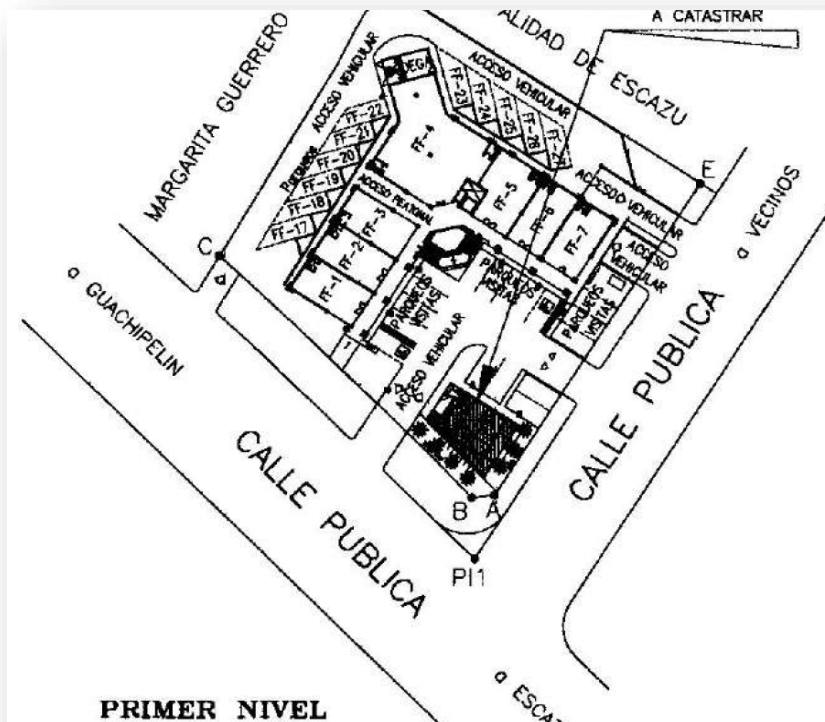 A CATASTRAR
ALIDAD DE ESCAZU
MARGARITA GUERRERO
ACCESO VEHICULAR
ACCESO VEHICULAR
FF-23
FF-24
FF-25
FF-28
FF-4
FF-22
FF-21
FF-20
FF-19
FF-18
FF-17
ACCESO PEATONAL
FF-5
FF-6
FF-7
FF-3
FF-2
FF-1
ACCESO VEHICULAR
ACCESO
VEHICULAR
E
a VECINOS
C
a GUACHIPELIN
PARQUEOS
VISITAS
PARQUEOS
VISITAS
PARQUEOS
VISITAS
ACCESO VEHICULAR
CALLE PUBLICA
CALLE PUBLICA
B
A
PI1
a ESCAZ
PRIMER NIVEL